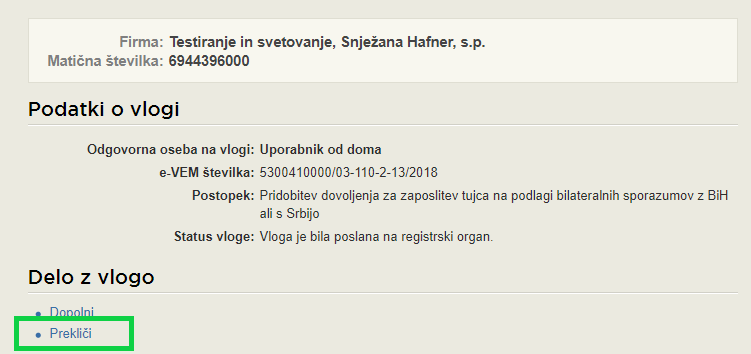 Firma: Testiranje in svetovanje, Snježana Hafner, s.p.
Matična številka: 6944396000
Podatki o vlogi
Odgovorna oseba na vlogi: Uporabnik od doma
e-VEM številka: 5300410000/03-110-2-13/2018
Postopek: Pridobitev dovoljenja za zaposlitev tujca na podlagi bilateralnih sporazumov z BiH
ali s Srbijo
Status vloge: Vloga je bila poslana na registrski organ.
Delo z vlogo
• Dopolni
• Prekliči